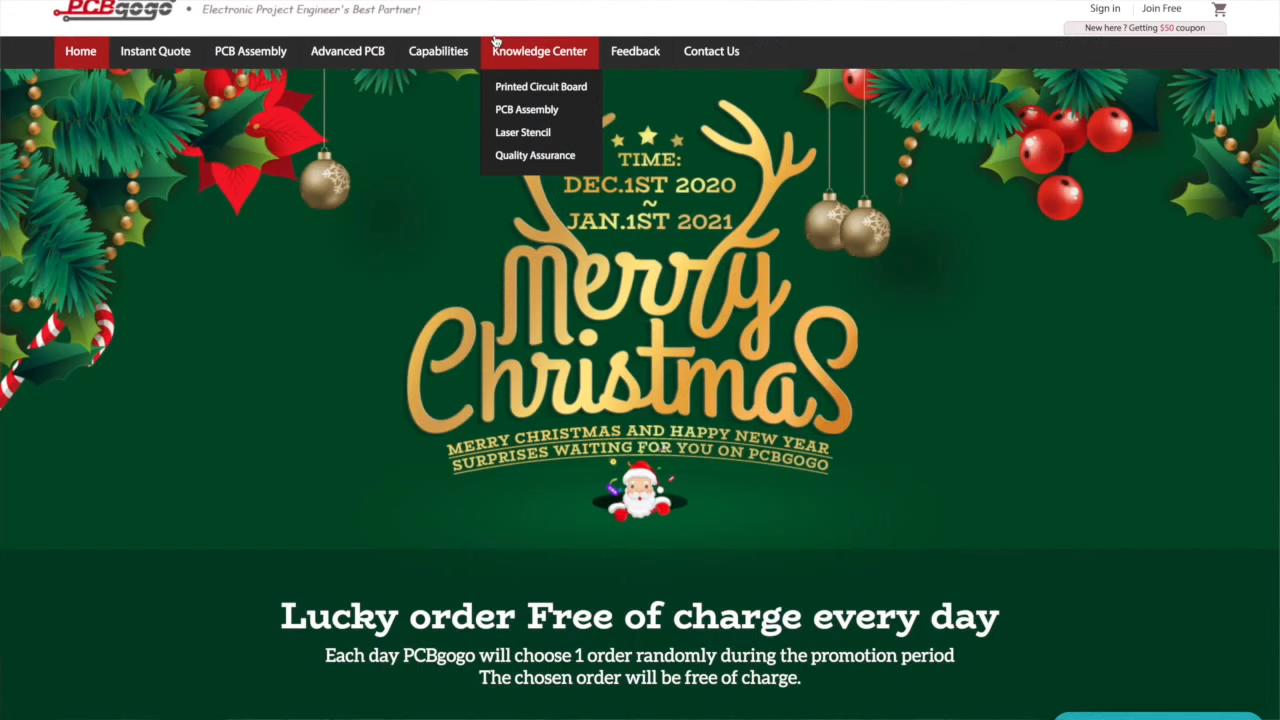 PCBgogo
• Electronic Project Engineer's Best Partner!
Sign in
Join Free
New here ? Getting $50 coupon
Home
Instant Quote
PCB Assembly
Advanced PCB
Capabilities
Knowledge Center
Feedback
Contact Us
Printed Circuit Board
PCB Assembly
Laser Stencil
Quality Assurance
TIME:
DEC.1ST 2020
~
JAN.1ST 2021
Merry
Christmas
MERRY CHRISTMAS AND HAPPY NEW YEAR
SURPRISES WAITING FOR YOU ON PCBGOGO
Lucky order Free of charge every day
Each day PCBgogo will choose 1 order randomly during the promotion period
The chosen order will be free of charge.